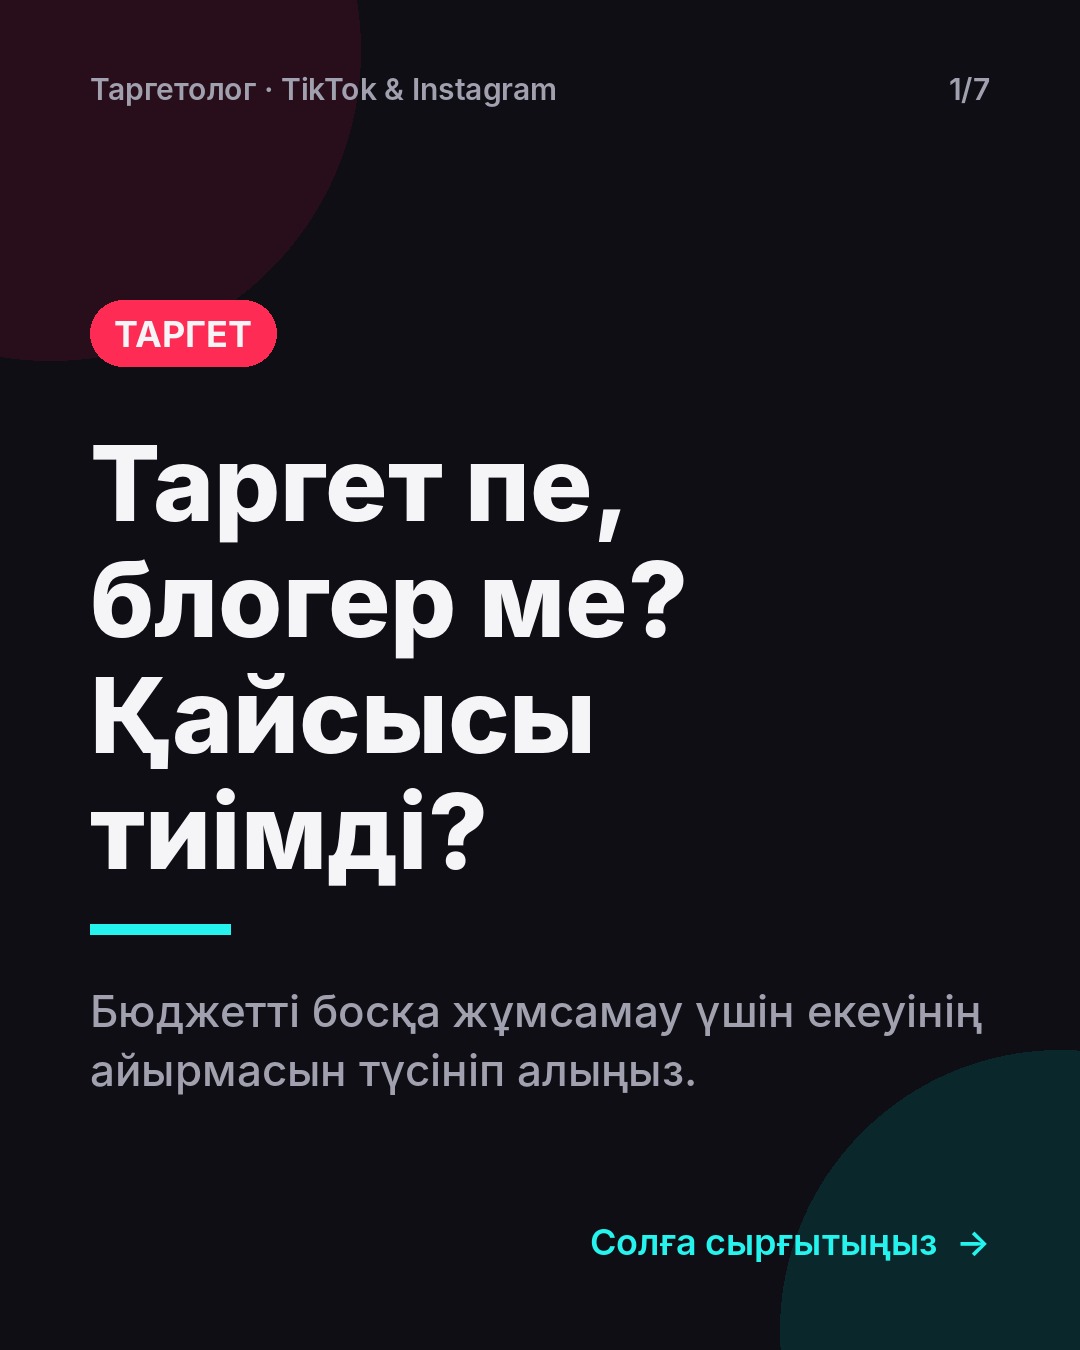 Таргетолог · TikTok & Instagram
1/7
ТАРГЕТ
Таргет пе,
блогер ме?
Қайсысы
тиімді?
Бюджетті босқа жұмсамау үшін екеуінің
айырмасын түсініп алыңыз.
Солға сырғытыңыз →